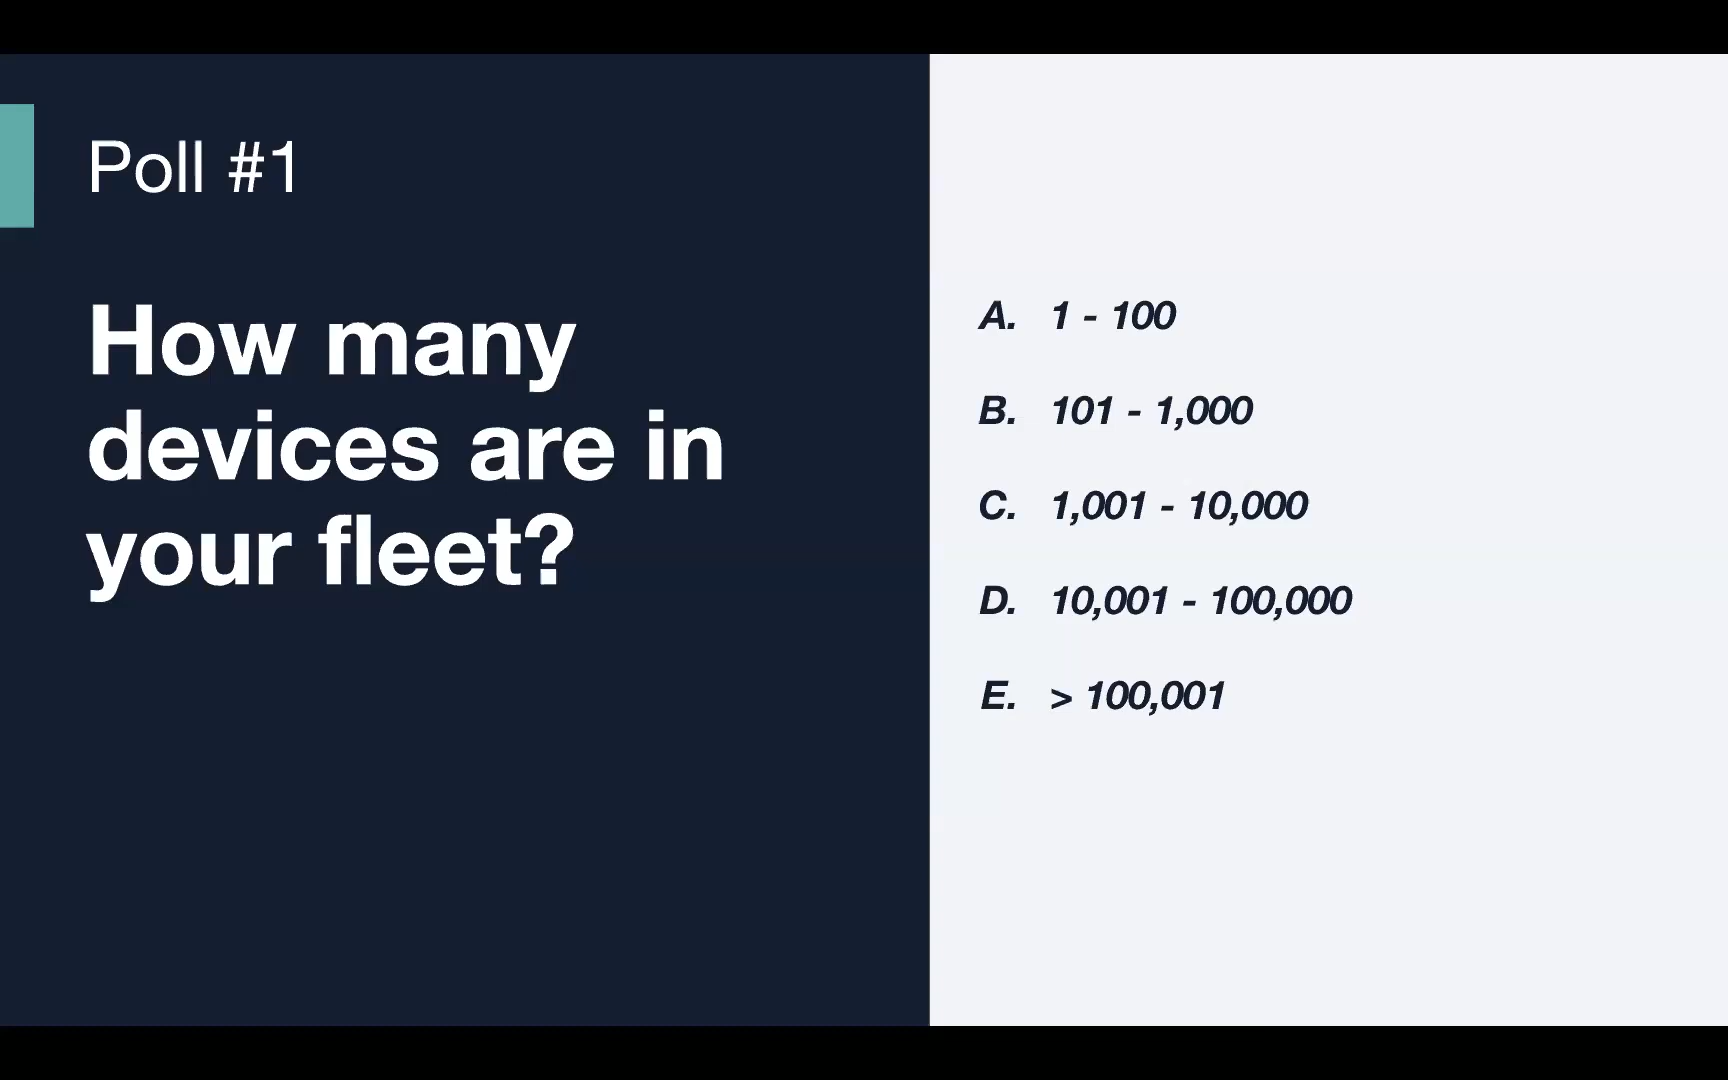 Poll #1
How many
devices are in
your fleet?
A. 1 - 100
B. 101 - 1,000
C. 1,001 - 10,000
D. 10,001 - 100,000
E. > 100,001